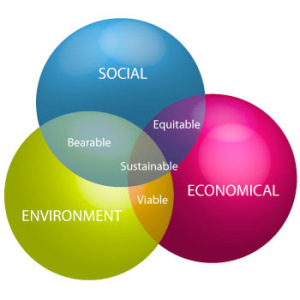 SOCIAL
Equitable
Bearable
Sustainable
ECONOMICAL
Viable
ENVIRONMENT